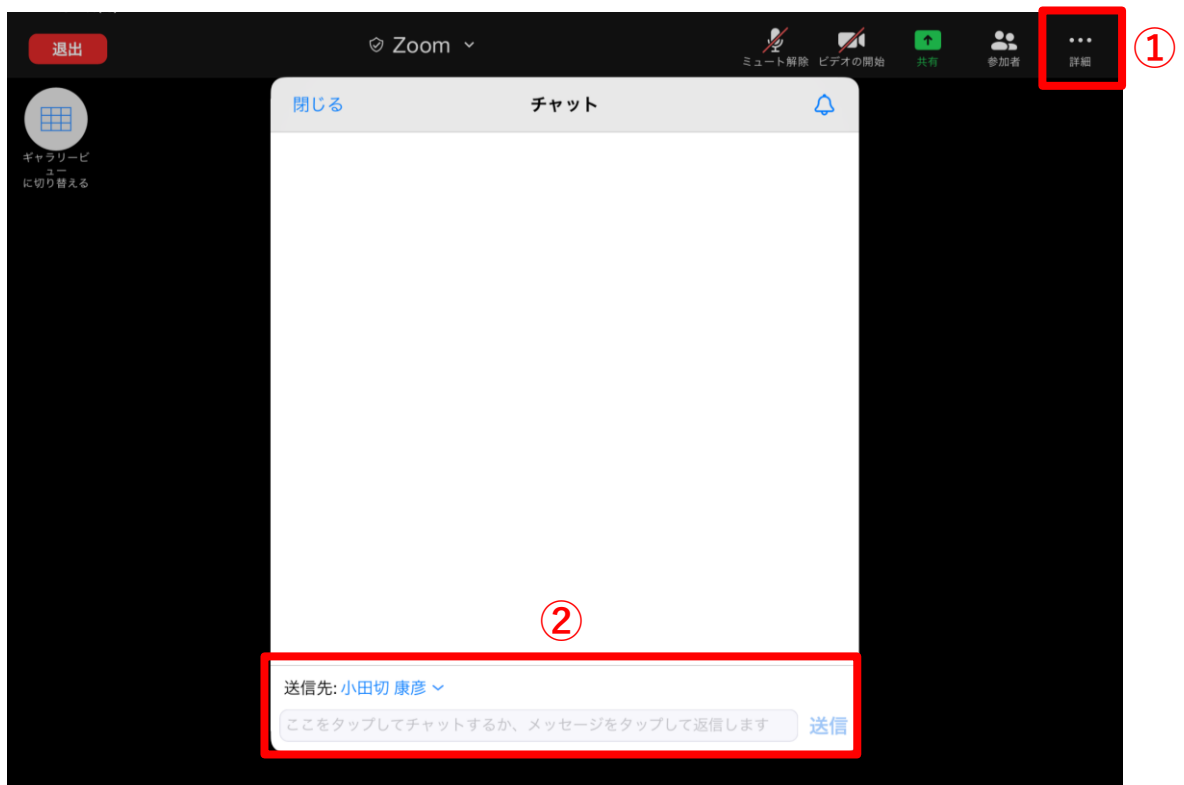 退出
Zoom
ミュート解除
ビデオの開始
共有
参加者
詳細
①
ギャラリービ
ュー
に切り替える
閉じる
チャット
②
送信先: 小田切 康彦
ここをタップしてチャットするか、メッセージをタップして返信します
送信